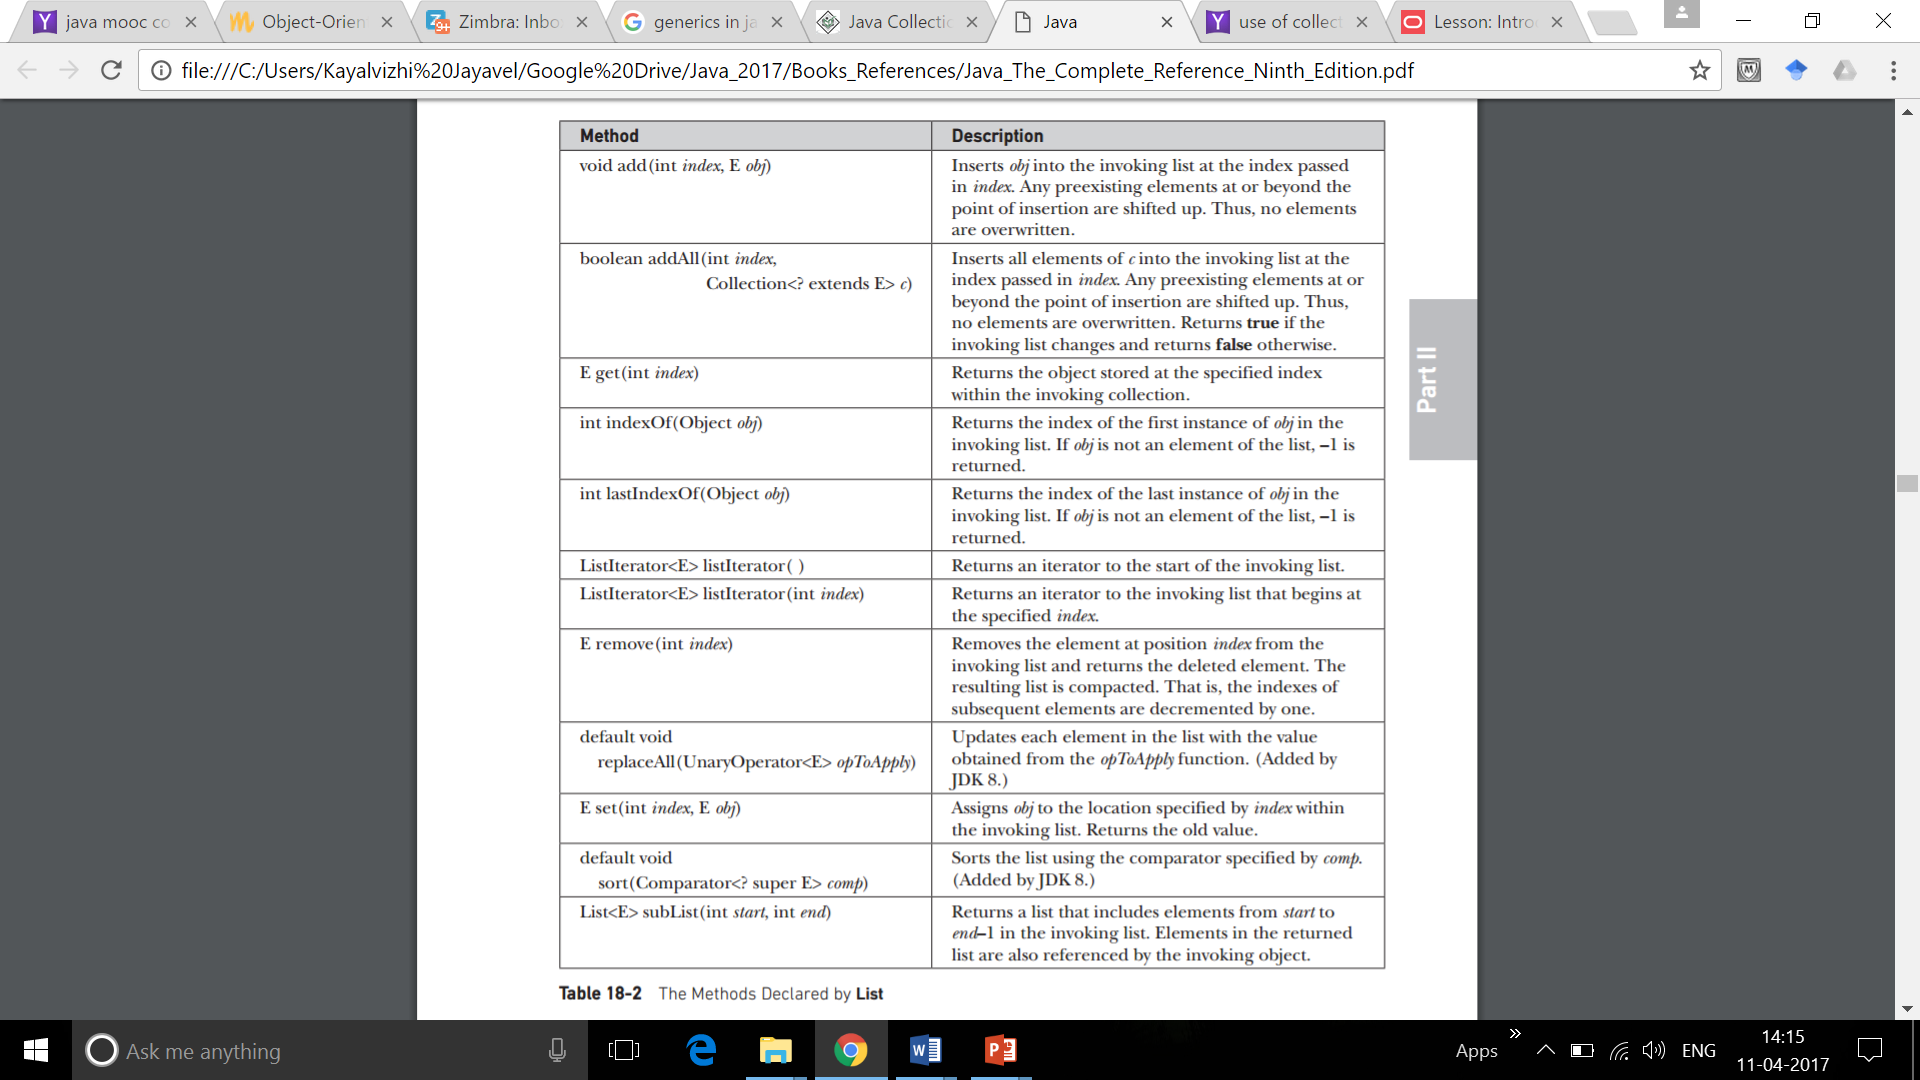 java mooc co
Object-Orien
Zimbra: Inbo
generics in ja
Java Collectio
Java
use of collect
Lesson: Intro
file:///C:/Users/Kayalvizhi%20Jayavel/Google%20Drive/Java_2017/Books_References/Java_The_Complete_Reference_Ninth_Edition.pdf
Method Description
void add(int index, E obj) Inserts obj into the invoking list at the index passed
in index. Any preexisting elements at or beyond the
point of insertion are shifted up. Thus, no elements
are overwritten.
boolean addAll(int index, Inserts all elements of c into the invoking list at the
Collection<? extends E> c) index passed in index. Any preexisting elements at or
beyond the point of insertion are shifted up. Thus,
no elements are overwritten. Returns true if the
invoking list changes and returns false otherwise.
E get(int index) Returns the object stored at the specified index
within the invoking collection.
int indexOf(Object obj) Returns the index of the first instance of obj in the
invoking list. If obj is not an element of the list, –1 is
returned.
int lastIndexOf(Object obj) Returns the index of the last instance of obj in the
invoking list. If obj is not an element of the list, –1 is
returned.
ListIterator<E> listIterator( ) Returns an iterator to the start of the invoking list.
ListIterator<E> listIterator(int index) Returns an iterator to the invoking list that begins at
the specified index.
E remove(int index) Removes the element at position index from the
invoking list and returns the deleted element. The
resulting list is compacted. That is, the indexes of
subsequent elements are decremented by one.
default void Updates each element in the list with the value
replaceAll(UnaryOperator<E> opToApply) obtained from the opToApply function. (Added by
JDK 8.)
E set(int index, E obj) Assigns obj to the location specified by index within
the invoking list. Returns the old value.
default void Sorts the list using the comparator specified by comp.
sort(Comparator<? super E> comp) (Added by JDK 8.)
List<E> subList(int start, int end) Returns a list that includes elements from start to
end–1 in the invoking list. Elements in the returned
list are also referenced by the invoking object.
Table 18-2 The Methods Declared by List
Part II
Ask me anything
Apps
ENG
14:15
11-04-2017